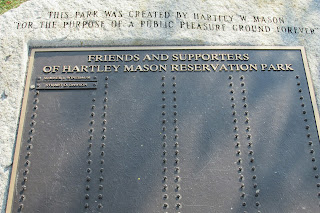 THIS PARK WAS CREATED BY HARTLEY W. MASON
"FOR THE PURPOSE OF A PUBLIC PLEASURE GROUND FOREVER"
FRIENDS AND SUPPORTERS
OF HARTLEY MASON RESERVATION PARK